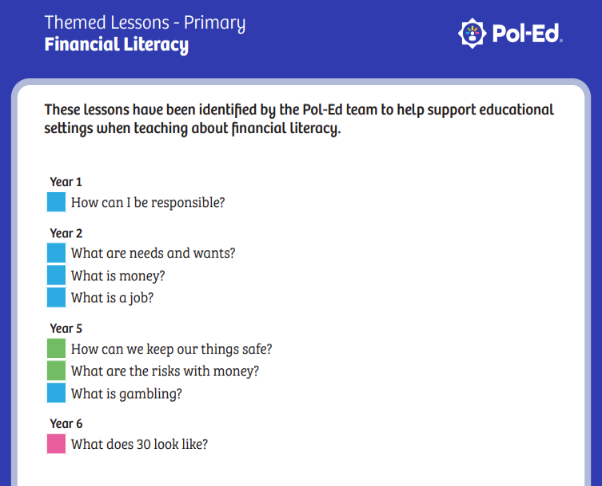 Themed Lessons - Primary
Financial Literacy
Pol-Ed.
These lessons have been identified by the Pol-Ed team to help support educational
settings when teaching about financial literacy.
Year 1
How can I be responsible?
Year 2
What are needs and wants?
What is money?
What is a job?
Year 5
How can we keep our things safe?
What are the risks with money?
What is gambling?
Year 6
What does 30 look like?